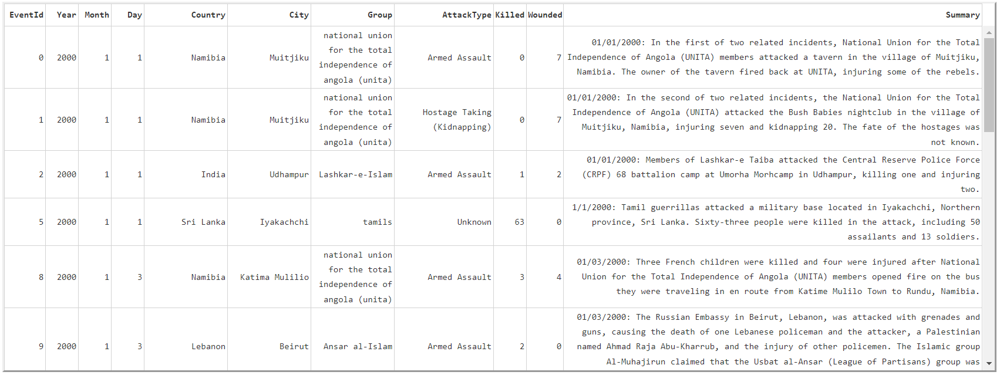 EventId Year Month Day Country City Group AttackType Killed Wounded Summary
national union
for the total
independence of
angola (unita)
0 2000 1 1 Namibia Muitjiku Armed Assault 0 7
01/01/2000: In the first of two related incidents, National Union for the Total
Independence of Angola (UNITA) members attacked a tavern in the village of Muitjiku,
Namibia. The owner of the tavern fired back at UNITA, injuring some of the rebels.
national union
for the total
independence of
angola (unita)
1 2000 1 1 Namibia Muitjiku
Hostage Taking
(Kidnapping)
0 7
01/01/2000: In the second of two related incidents, the National Union for the Total
Independence of Angola (UNITA) attacked the Bush Babies nightclub in the village of
Muitjiku, Namibia, injuring seven and kidnapping 20. The fate of the hostages was
not known.
2 2000 1 1 India Udhampur Lashkar-e-Islam Armed Assault 1 2
01/01/2000: Members of Lashkar-e Taiba attacked the Central Reserve Police Force
(CRPF) 68 battalion camp at Umorha Morhcamp in Udhampur, killing one and injuring
two.
5 2000 1 1 Sri Lanka Iyakachchi tamils Unknown 63 0
1/1/2000: Tamil guerrillas attacked a military base located in Iyakachchi, Northern
province, Sri Lanka. Sixty-three people were killed in the attack, including 50
assailants and 13 soldiers.
national union
for the total
independence of
angola (unita)
8 2000 1 3 Namibia Katima Mulilio Armed Assault 3 4
01/03/2000: Three French children were killed and four were injured after National
Union for the Total Independence of Angola (UNITA) members opened fire on the bus
they were traveling in en route from Katime Mulilo Town to Rundu, Namibia.
9 2000 1 3 Lebanon Beirut Ansar al-Islam Armed Assault 2 0
01/03/2000: The Russian Embassy in Beirut, Lebanon, was attacked with grenades and
guns, causing the death of one Lebanese policeman and the attacker, a Palestinian
named Ahmad Raja Abu-Kharrub, and the injury of other policemen. The Islamic group
Al-Muhajirun claimed that the Usbat al-Ansar (League of Partisans) group was